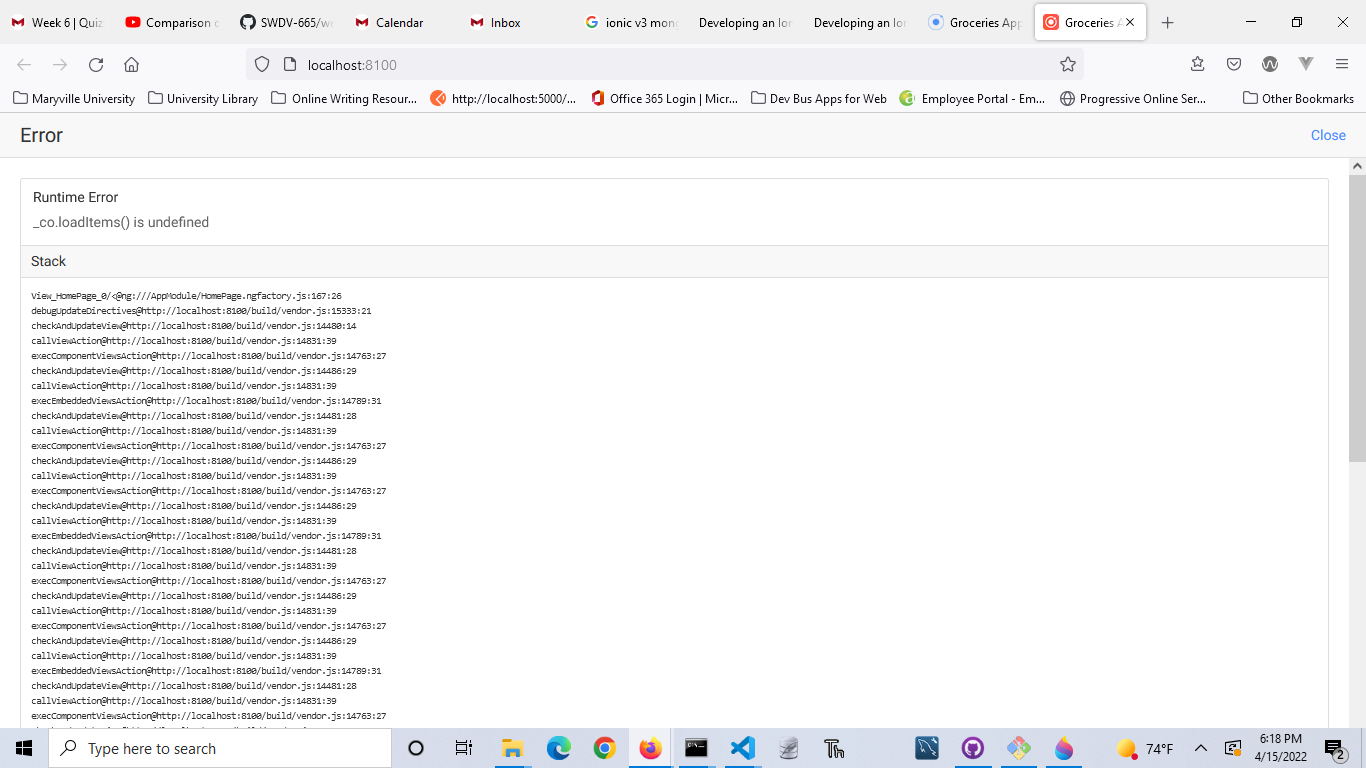 Week 6 | Quiz
Comparison o
SWDV-665/we
Calendar
Inbox
ionic v3 mong
Developing an Ion
Developing an Ion
Groceries App
Groceries A
localhost:8100
Maryville University
University Library
Online Writing Resour...
http://localhost:5000/...
Office 365 Login | Micr...
Dev Bus Apps for Web
Employee Portal - Em...
Progressive Online Ser...
Other Bookmarks
Error
Close
Runtime Error
_co.loadItems() is undefined
Stack
View_HomePage_0/<@ng:///AppModule/HomePage.ngfactory.js:167:26
debugUpdateDirectives@http://localhost:8100/build/vendor.js:15333:21
checkAndUpdateView@http://localhost:8100/build/vendor.js:14480:14
callViewAction@http://localhost:8100/build/vendor.js:14831:39
execComponentViewsAction@http://localhost:8100/build/vendor.js:14763:27
checkAndUpdateView@http://localhost:8100/build/vendor.js:14486:29
callViewAction@http://localhost:8100/build/vendor.js:14831:39
execEmbeddedViewsAction@http://localhost:8100/build/vendor.js:14789:31
checkAndUpdateView@http://localhost:8100/build/vendor.js:14481:28
callViewAction@http://localhost:8100/build/vendor.js:14831:39
execComponentViewsAction@http://localhost:8100/build/vendor.js:14763:27
checkAndUpdateView@http://localhost:8100/build/vendor.js:14486:29
callViewAction@http://localhost:8100/build/vendor.js:14831:39
execComponentViewsAction@http://localhost:8100/build/vendor.js:14763:27
checkAndUpdateView@http://localhost:8100/build/vendor.js:14486:29
callViewAction@http://localhost:8100/build/vendor.js:14831:39
execEmbeddedViewsAction@http://localhost:8100/build/vendor.js:14789:31
checkAndUpdateView@http://localhost:8100/build/vendor.js:14481:28
callViewAction@http://localhost:8100/build/vendor.js:14831:39
execComponentViewsAction@http://localhost:8100/build/vendor.js:14763:27
checkAndUpdateView@http://localhost:8100/build/vendor.js:14486:29
callViewAction@http://localhost:8100/build/vendor.js:14831:39
execComponentViewsAction@http://localhost:8100/build/vendor.js:14763:27
checkAndUpdateView@http://localhost:8100/build/vendor.js:14486:29
callViewAction@http://localhost:8100/build/vendor.js:14831:39
execEmbeddedViewsAction@http://localhost:8100/build/vendor.js:14789:31
checkAndUpdateView@http://localhost:8100/build/vendor.js:14481:28
callViewAction@http://localhost:8100/build/vendor.js:14831:39
execComponentViewsAction@http://localhost:8100/build/vendor.js:14763:27
Type here to search
74°F
6:18 PM
4/15/2022
2